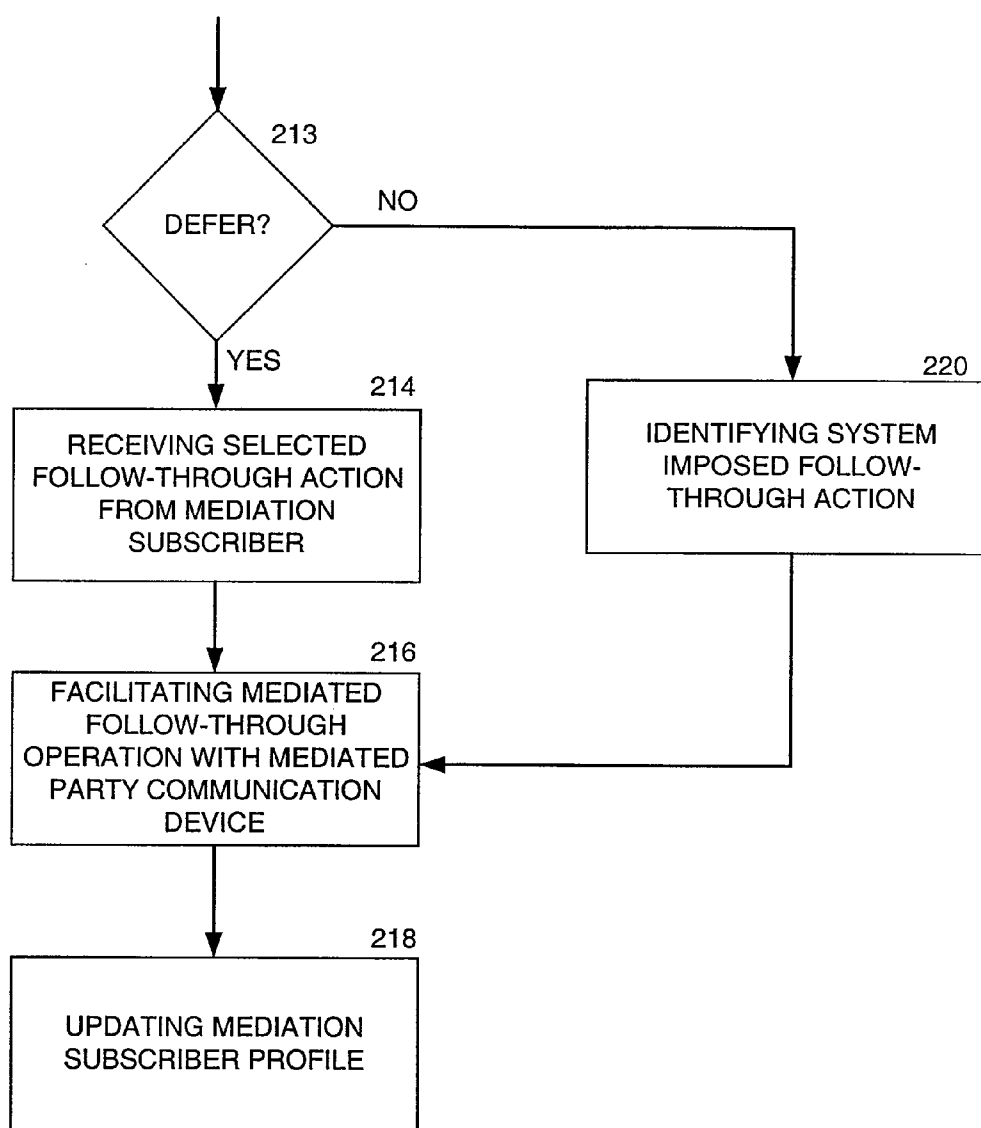 213
DEFER?
NO
YES
214
RECEIVING SELECTED
FOLLOW-THROUGH ACTION
FROM MEDIATION
SUBSCRIBER
220
IDENTIFYING SYSTEM
IMPOSED FOLLOW-
THROUGH ACTION
216
FACILITATING MEDIATED
FOLLOW-THROUGH
OPERATION WITH MEDIATED
PARTY COMMUNICATION
DEVICE
218
UPDATING MEDIATION
SUBSCRIBER PROFILE